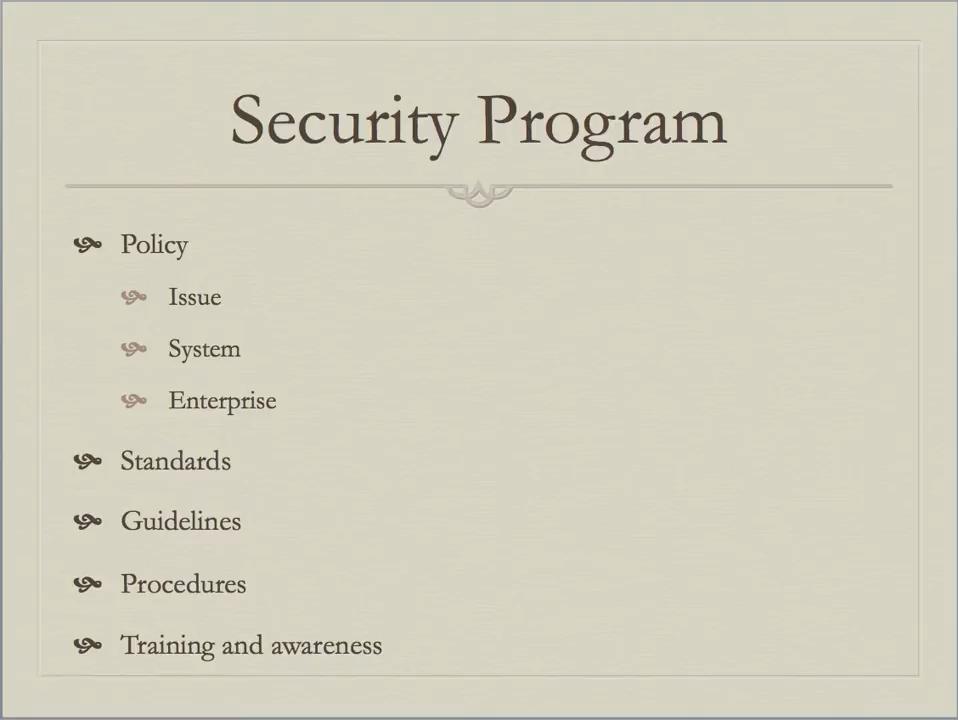 Security Program
Policy
Issue
System
Enterprise
Standards
Guidelines
Procedures
Training and awareness